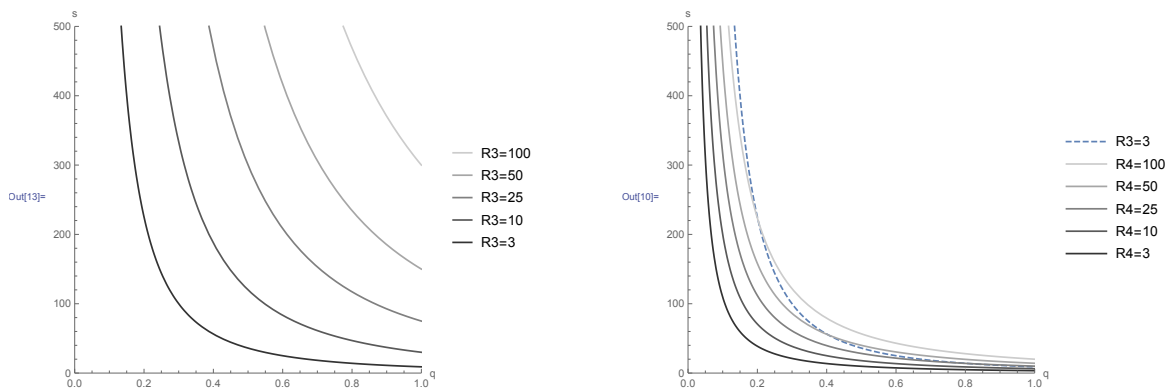 s
500
400
300
200
100
0
0.0 0.2 0.4 0.6 0.8 1.0
q
Out[13]=
R3=100
R3=50
R3=25
R3=10
R3=3
s
500
400
300
200
100
0
0.0 0.2 0.4 0.6 0.8 1.0
q
Out[10]=
R3=3
R4=100
R4=50
R4=25
R4=10
R4=3